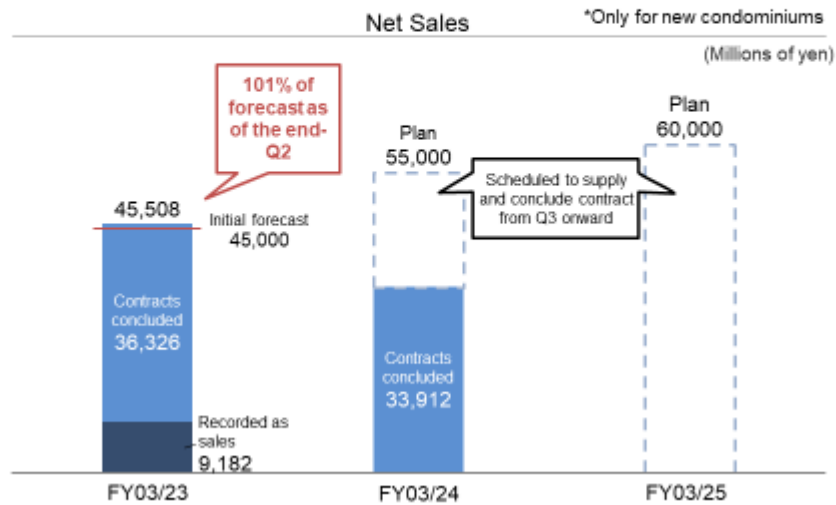 Net Sales
*Only for new condominiums
(Millions of yen)
101% of
forecast as
of the end-
Q2
45,508
Initial forecast
45,000
Contracts
concluded
36,326
Recorded as
sales
9,182
FY03/23
Plan
55,000
Contracts
concluded
33,912
FY03/24
Scheduled to supply
and conclude contract
from Q3 onward
Plan
60,000
FY03/25